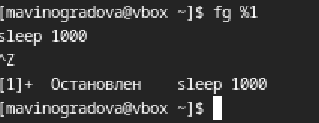 [mavinogradova@vbox ~]$ fg %1
sleep 1000
^Z
[1]+  Остановлен    sleep 1000
[mavinogradova@vbox ~]$